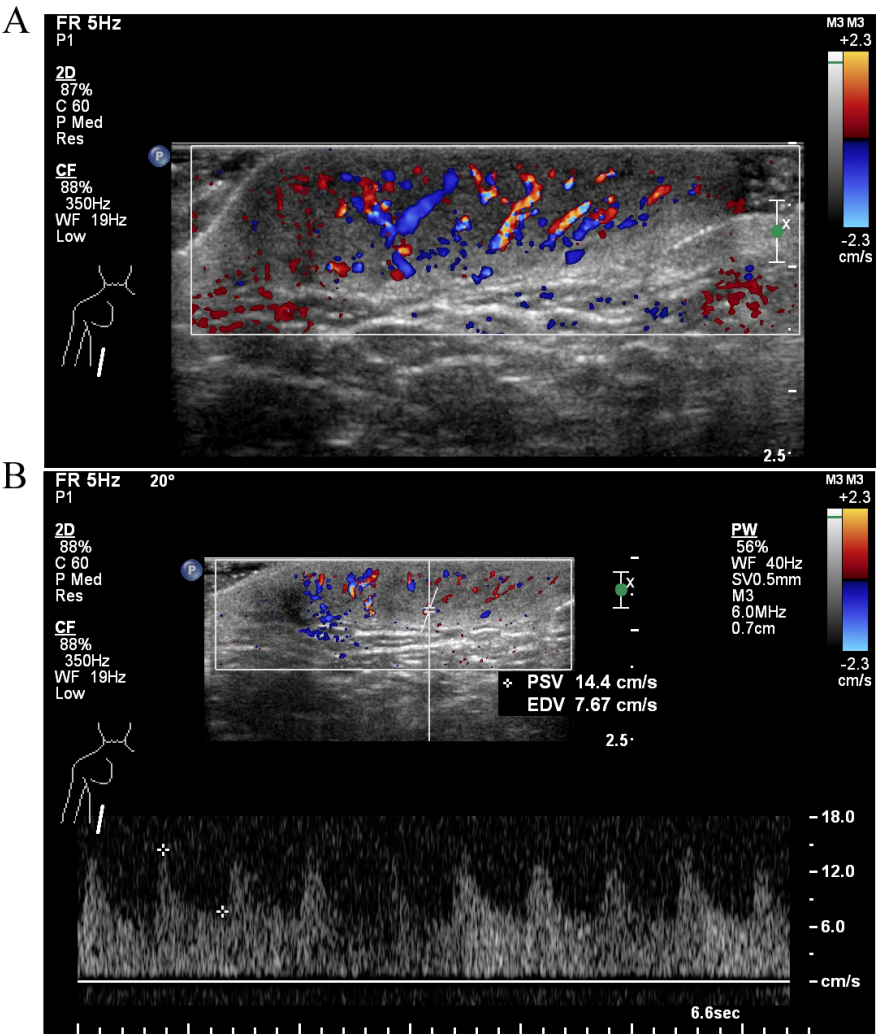 A
FR 5Hz
P1
M3 M3
+2.3
2D
87%
C 60
P Med
Res
P
CF
88%
350Hz
WF 19Hz
Low
x
-2.3
cm/s
2.5
B
FR 5Hz 20°
P1
M3 M3
+2.3
2D
88%
C 60
P Med
Res
P
PW
56%
WF 40Hz
SV0.5mm
M3
6.0MHz
0.7cm
x
CF
88%
350Hz
WF 19Hz
Low
-2.3
cm/s
PSV 14.4 cm/s
EDV 7.67 cm/s
2.5
18.0
12.0
6.0
cm/s
6.6sec